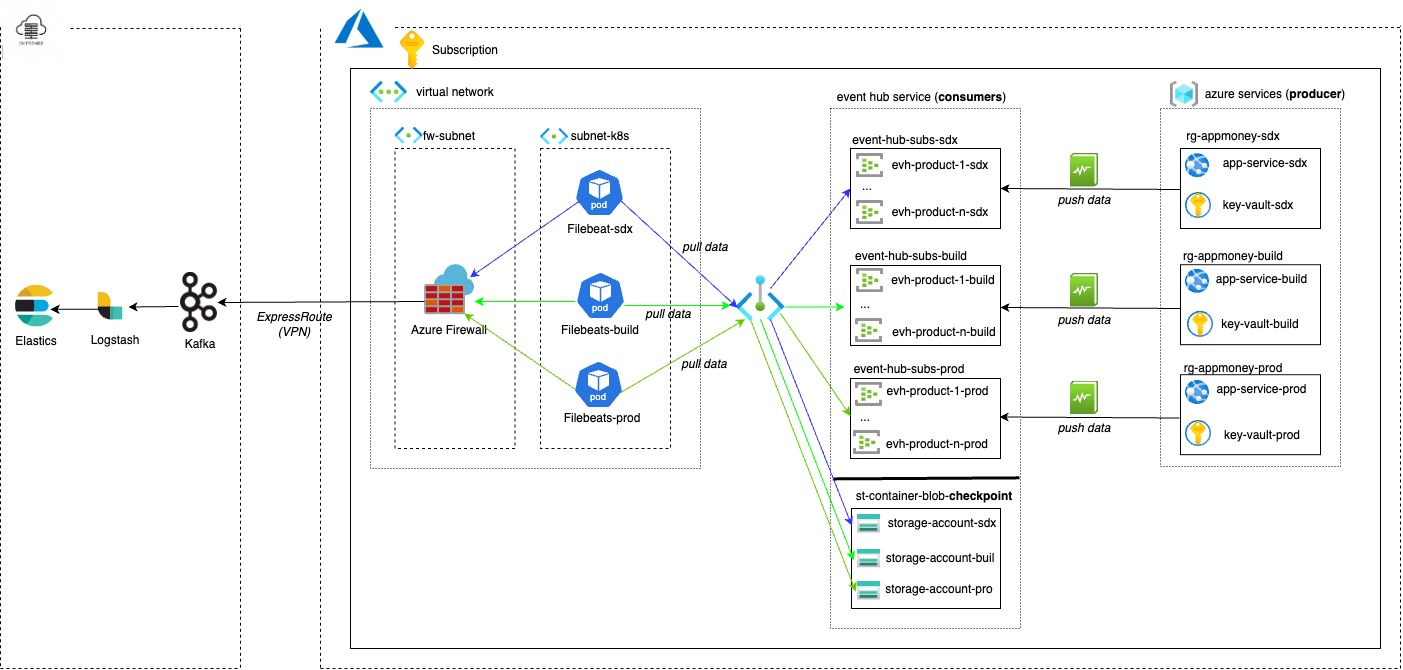 ON PREMISE
Subscription
virtual network
fw-subnet
subnet-k8s
pod
Filebeat-sdx
pod
Filebeats-build
pod
Filebeats-prod
Azure Firewall
pull data
pull data
pull data
ExpressRoute
(VPN)
Elastics
Logstash
Kafka
event hub service (consumers)
event-hub-subs-sdx
evh-product-1-sdx
...
evh-product-n-sdx
event-hub-subs-build
evh-product-1-build
...
evh-product-n-build
event-hub-subs-prod
evh-product-1-prod
...
evh-product-n-prod
st-container-blob-checkpoint
storage-account-sdx
storage-account-buil
storage-account-pro
push data
push data
push data
azure services (producer)
rg-appmoney-sdx
app-service-sdx
key-vault-sdx
rg-appmoney-build
app-service-build
key-vault-build
rg-appmoney-prod
app-service-prod
key-vault-prod